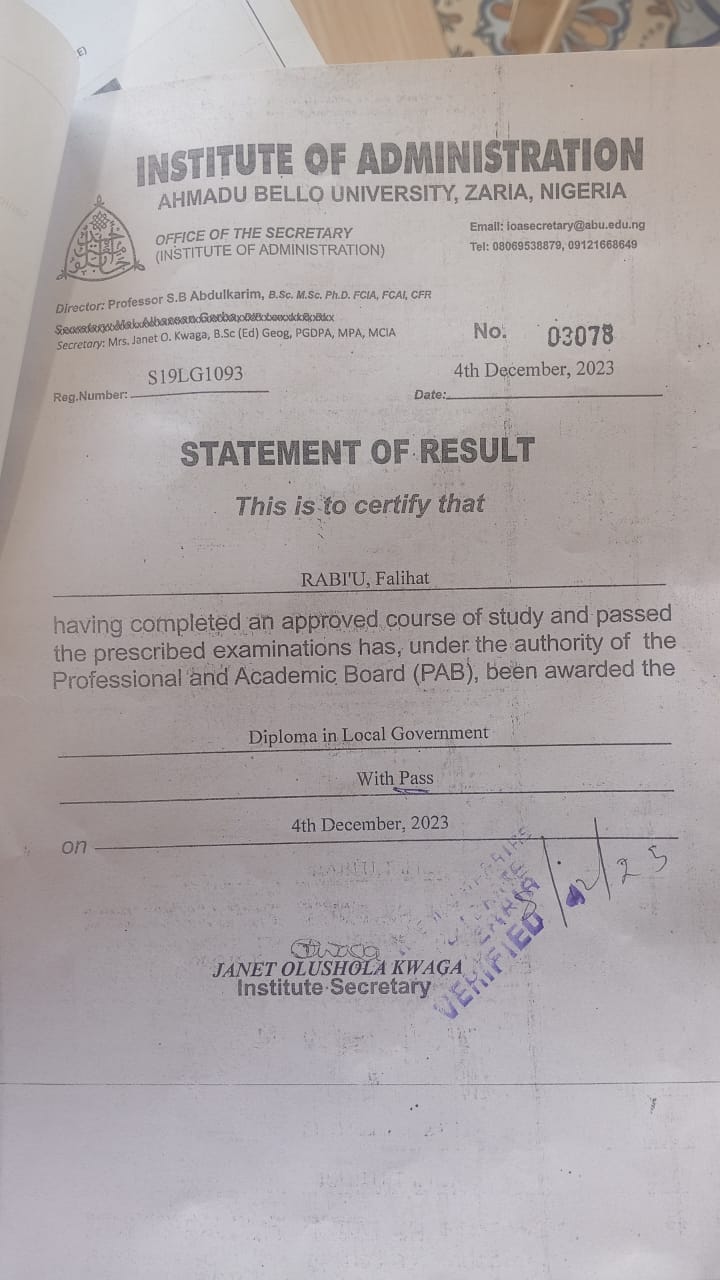 E)
INSTITUTE OF ADMINISTRATION
AHMADU BELLO UNIVERSITY, ZARIA, NIGERIA
OFFICE OF THE SECRETARY
(INSTITUTE OF ADMINISTRATION)
Email: ioasecretary@abu.edu.ng
Tel: 08069538879, 09121668649
Director: Professor S.B Abdulkarim, B.Sc. M.Sc. Ph.D. FCIA, FCAI, CFR
Secretary: Mrs. Janet O. Kwaga, B.Sc (Ed) Geog, PGDPA, MPA, MCIA
No. 03078
Reg.Number: S19LG1093
Date: 4th December, 2023
STATEMENT OF RESULT
This is to certify that
RABI'U, Falihat
having completed an approved course of study and passed
the prescribed examinations has, under the authority of the
Professional and Academic Board (PAB), been awarded the
Diploma in Local Government
With Pass
on 4th December, 2023
VERIFIED
JANET OLUSHOLA KWAGA
Institute Secretary